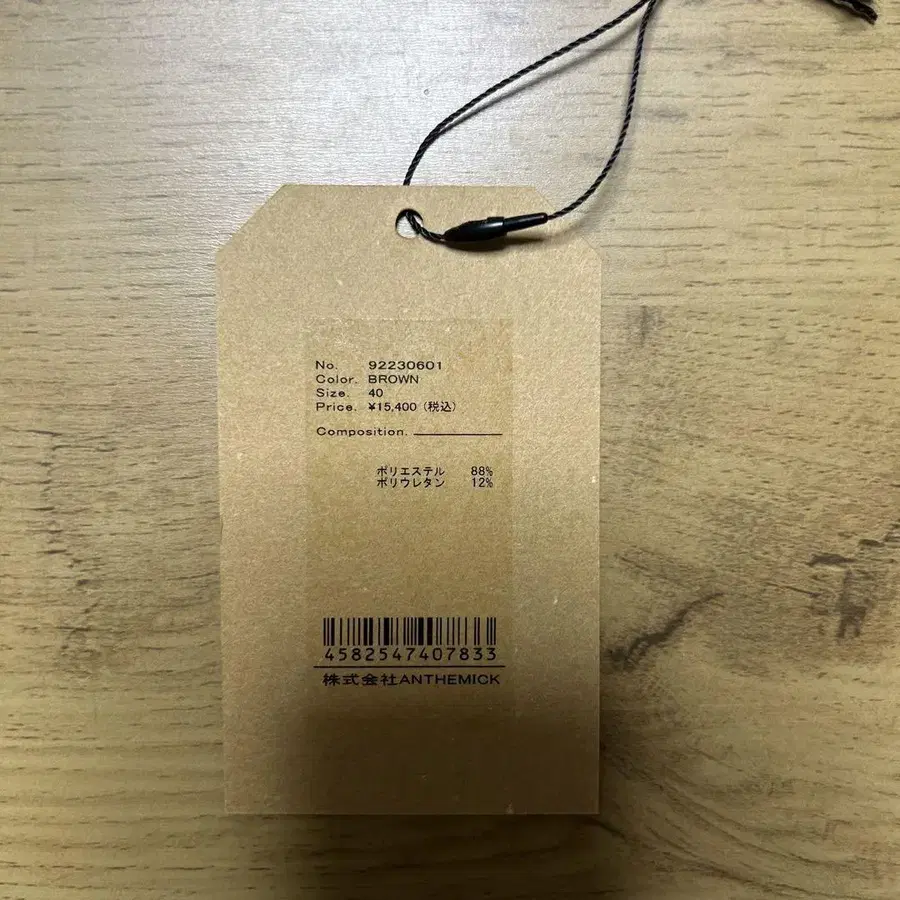 No. 92230601
Color. BROWN
Size. 40
Price. ¥15,400 (税込)
Composition.
ポリエステル 88%
ポリウレタン 12%
4582547407833
株式会社ANTHEMICK